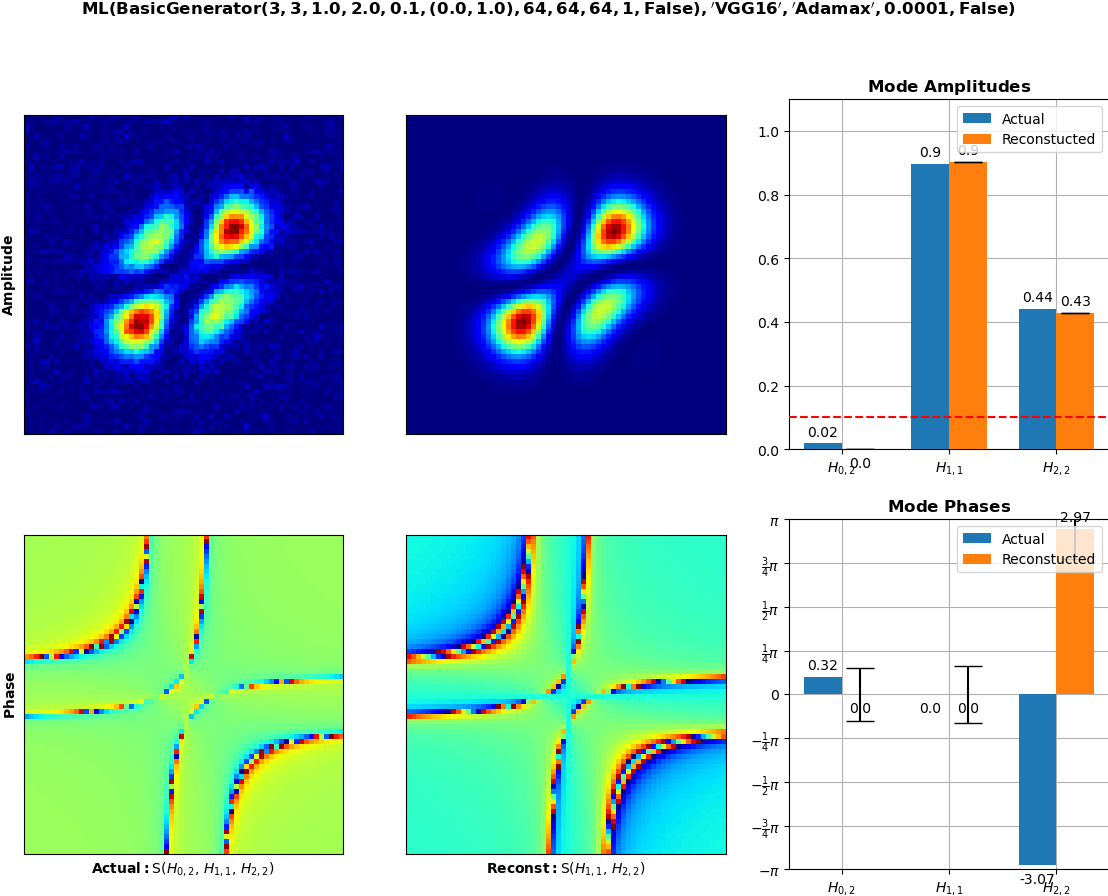 ML(BasicGenerator(3, 3, 1.0, 2.0, 0.1, (0.0, 1.0), 64, 64, 64, 1, False), ′VGG16′, ′Adamax′, 0.0001, False)
Amplitude
Mode Amplitudes
Actual
Reconstucted
1.0
0.8
0.6
0.4
0.2
0.0
0.02
0.0
0.9
0.9
0.44
0.43
H0, 2
H1, 1
H2, 2
Phase
Actual: S(H0, 2, H1, 1, H2, 2)
Reconst: S(H1, 1, H2, 2)
Mode Phases
Actual
Reconstucted
π
3/4π
1/2π
1/4π
0
−1/4π
−1/2π
−3/4π
−π
0.32
0.0
0.0
0.0
-3.07
2.97
H0, 2
H1, 1
H2, 2